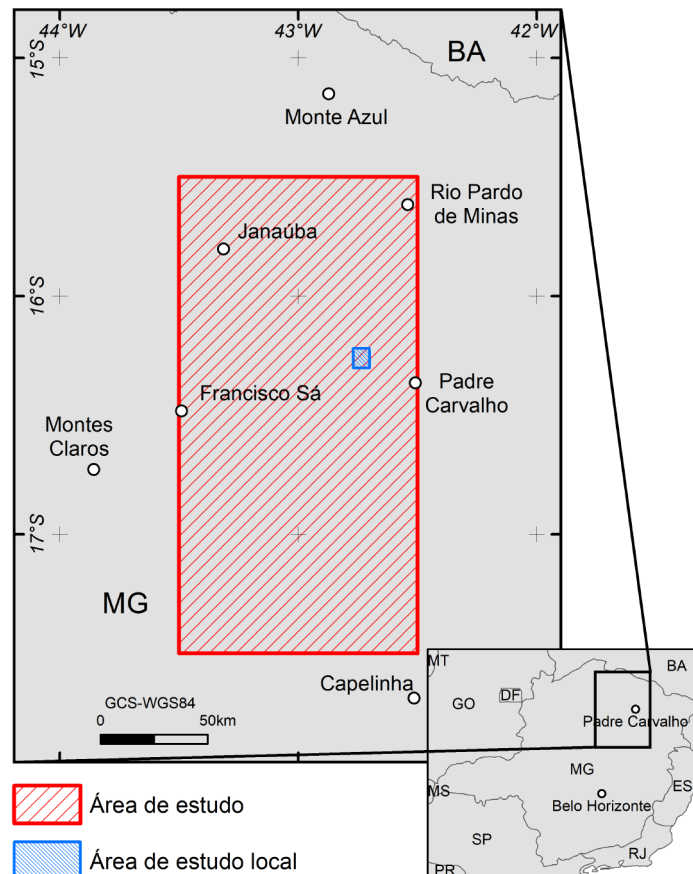 44°W
43°W
42°W
15°S
BA
Monte Azul
Rio Pardo
de Minas
Janaúba
16°S
Padre
Carvalho
Francisco Sá
Montes
Claros
17°S
MG
Capelinha
GCS-WGS84
0
50km
MT
BA
GO
DF
Padre Carvalho
MG
ES
MS
Belo Horizonte
SP
RJ
PR
Área de estudo
Área de estudo local